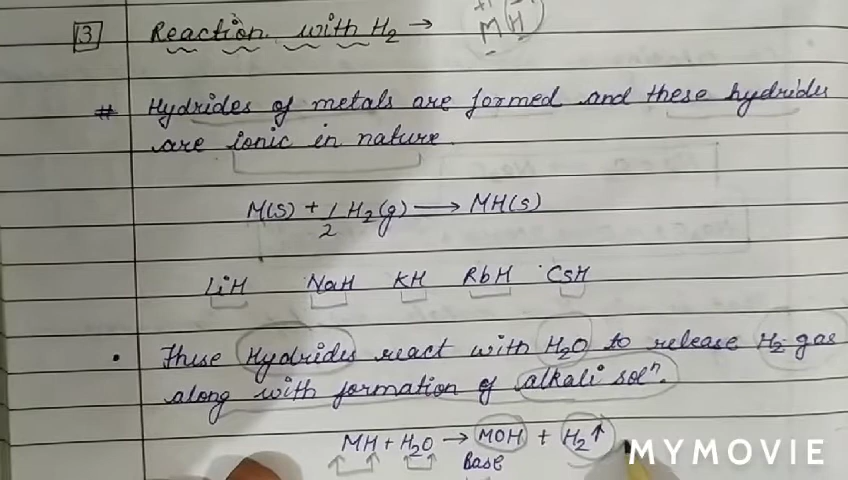 3 Reaction with H₂ → +1 MH
# Hydrides of metals are formed and these hydrides
are ionic in nature.
M(s) + 1/2 H₂(g) ⟶ MH(s)
LiH NaH KH RbH CsH
• These Hydrides react with H₂O to release H₂ gas
along with formation of alkali solⁿ.
MH + H₂O → MOH + H₂↑
Base
MYMOVIE